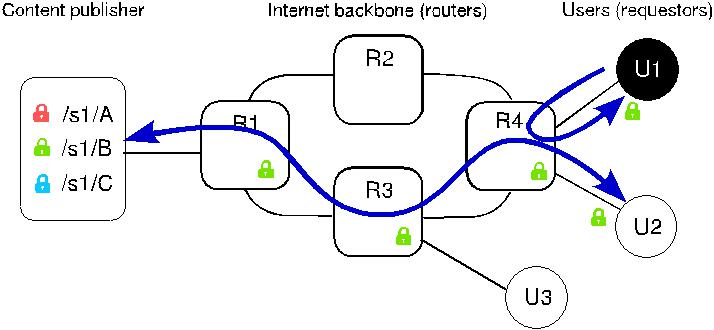 Content publisher
Internet backbone (routers)
Users (requestors)
R2
U1
/s1/A
R1
R4
/s1/B
/s1/C
R3
U2
U3